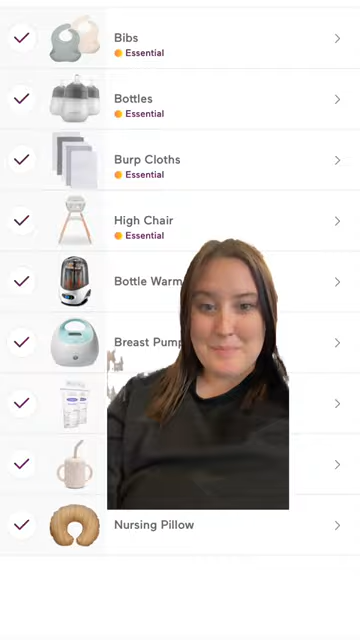 Bibs
Essential
Bottles
Essential
Burp Cloths
Essential
High Chair
Essential
Bottle Warm
Breast Pump
Nursing Pillow